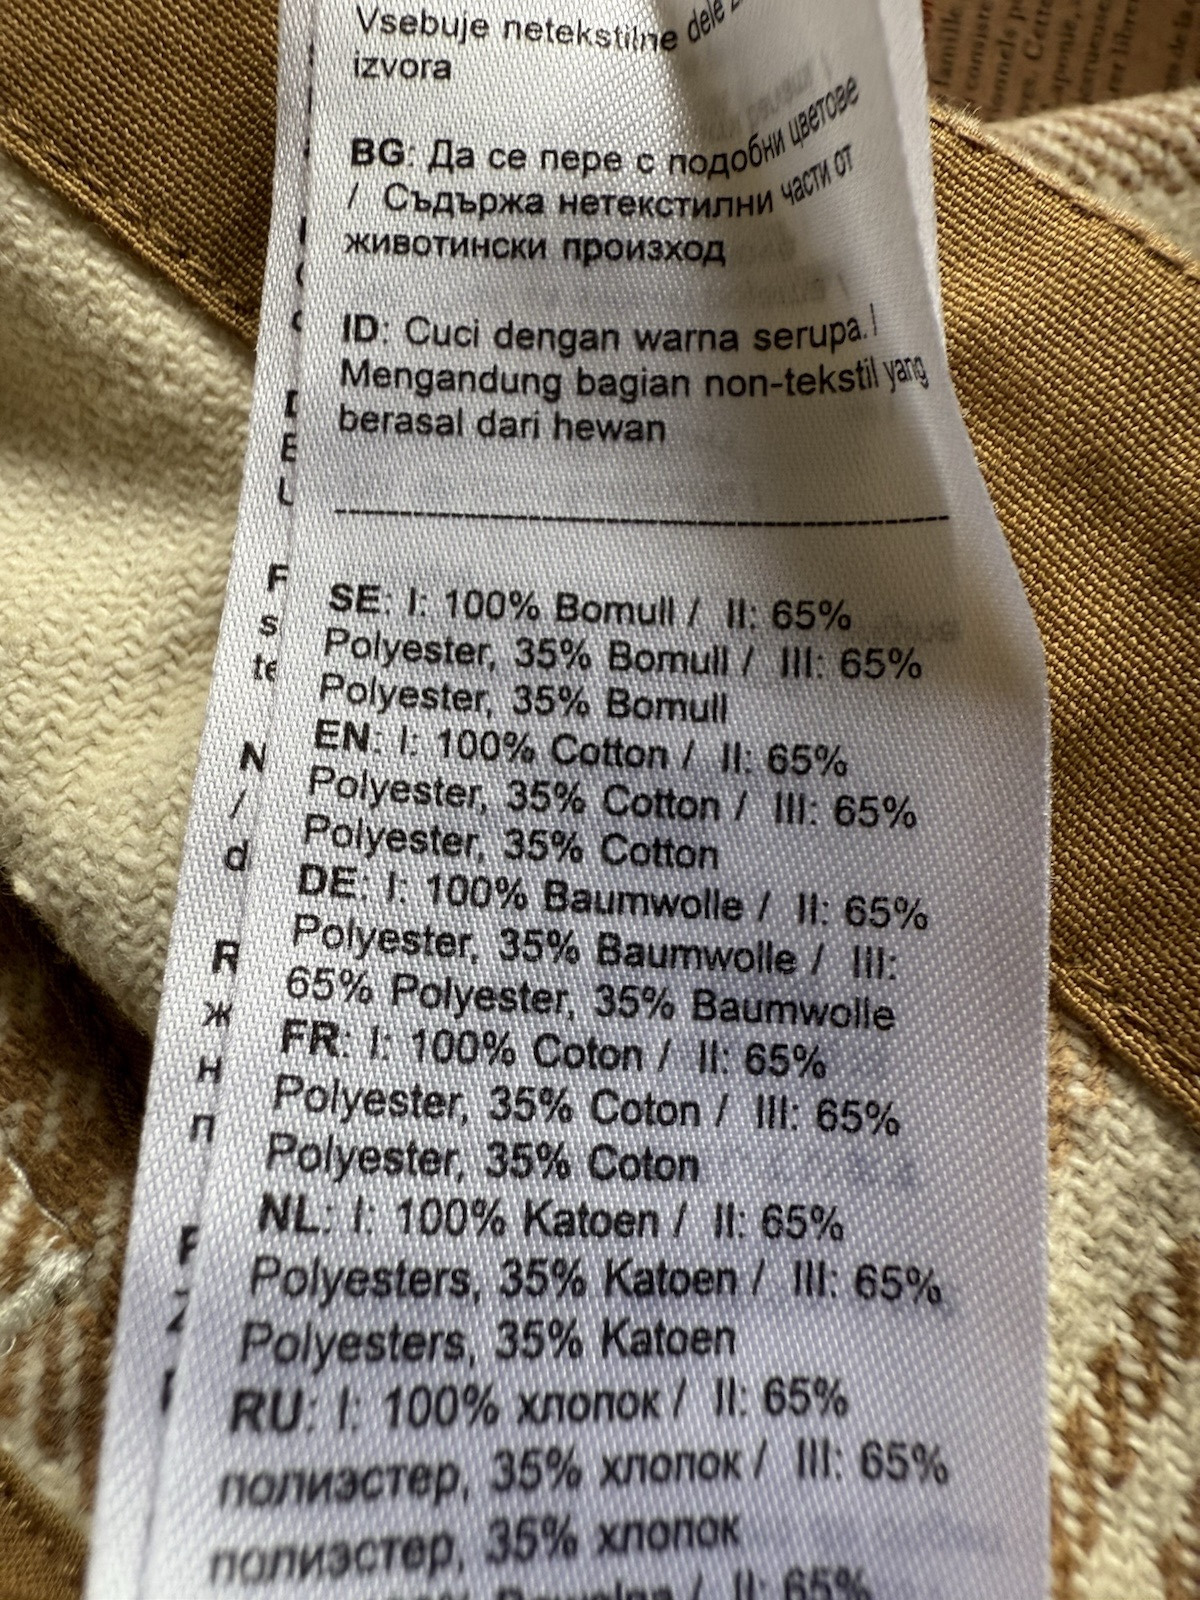 Vsebuje netekstilne dele
izvora
BG: Да се пере с подобни цветове
/ Съдържа нетекстилни части от
животински произход
ID: Cuci dengan warna serupa. /
Mengandung bagian non-tekstil yang
berasal dari hewan
SE: I: 100% Bomull / II: 65%
Polyester, 35% Bomull / III: 65%
Polyester, 35% Bomull
EN: I: 100% Cotton / II: 65%
Polyester, 35% Cotton / III: 65%
Polyester, 35% Cotton
DE: I: 100% Baumwolle / II: 65%
Polyester, 35% Baumwolle / III:
65% Polyester, 35% Baumwolle
FR: I: 100% Coton / II: 65%
Polyester, 35% Coton / III: 65%
Polyester, 35% Coton
NL: I: 100% Katoen / II: 65%
Polyesters, 35% Katoen / III: 65%
Polyesters, 35% Katoen
RU: I: 100% хлопок / II: 65%
полиэстер, 35% хлопок / III: 65%
полиэстер, 35% хлопок
II: 65%